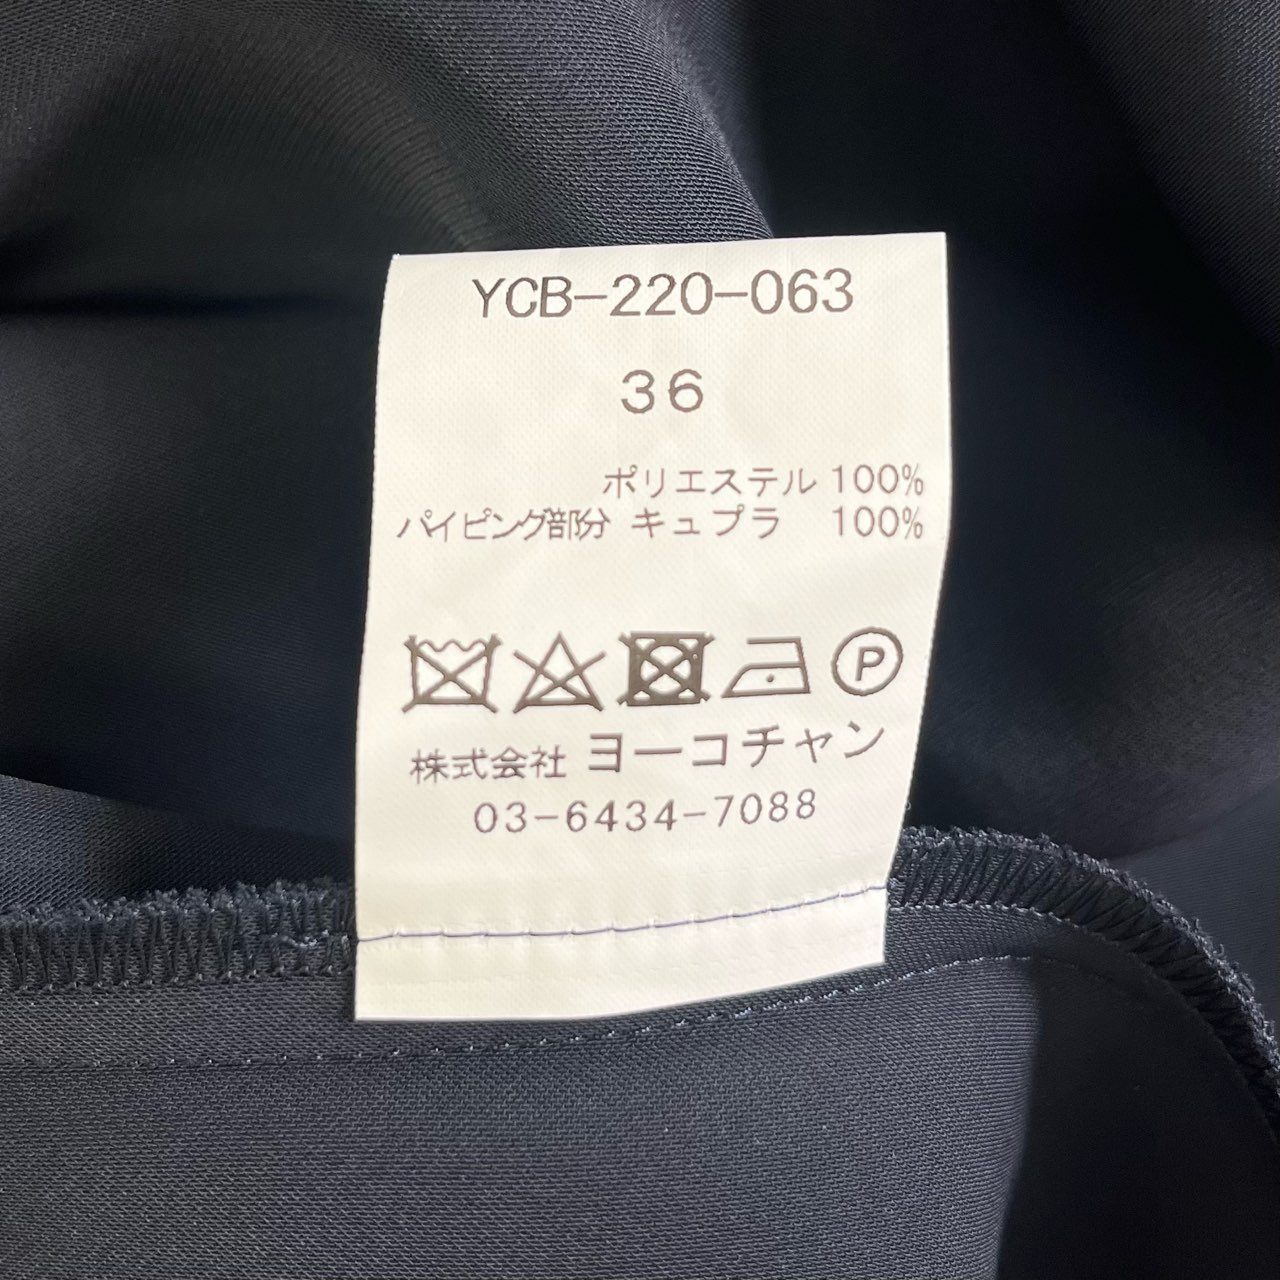 YCB-220-063
36
ポリエステル 100%
パイピング部分 キュプラ 100%
P
株式会社 ヨーコチャン
03-6434-7088